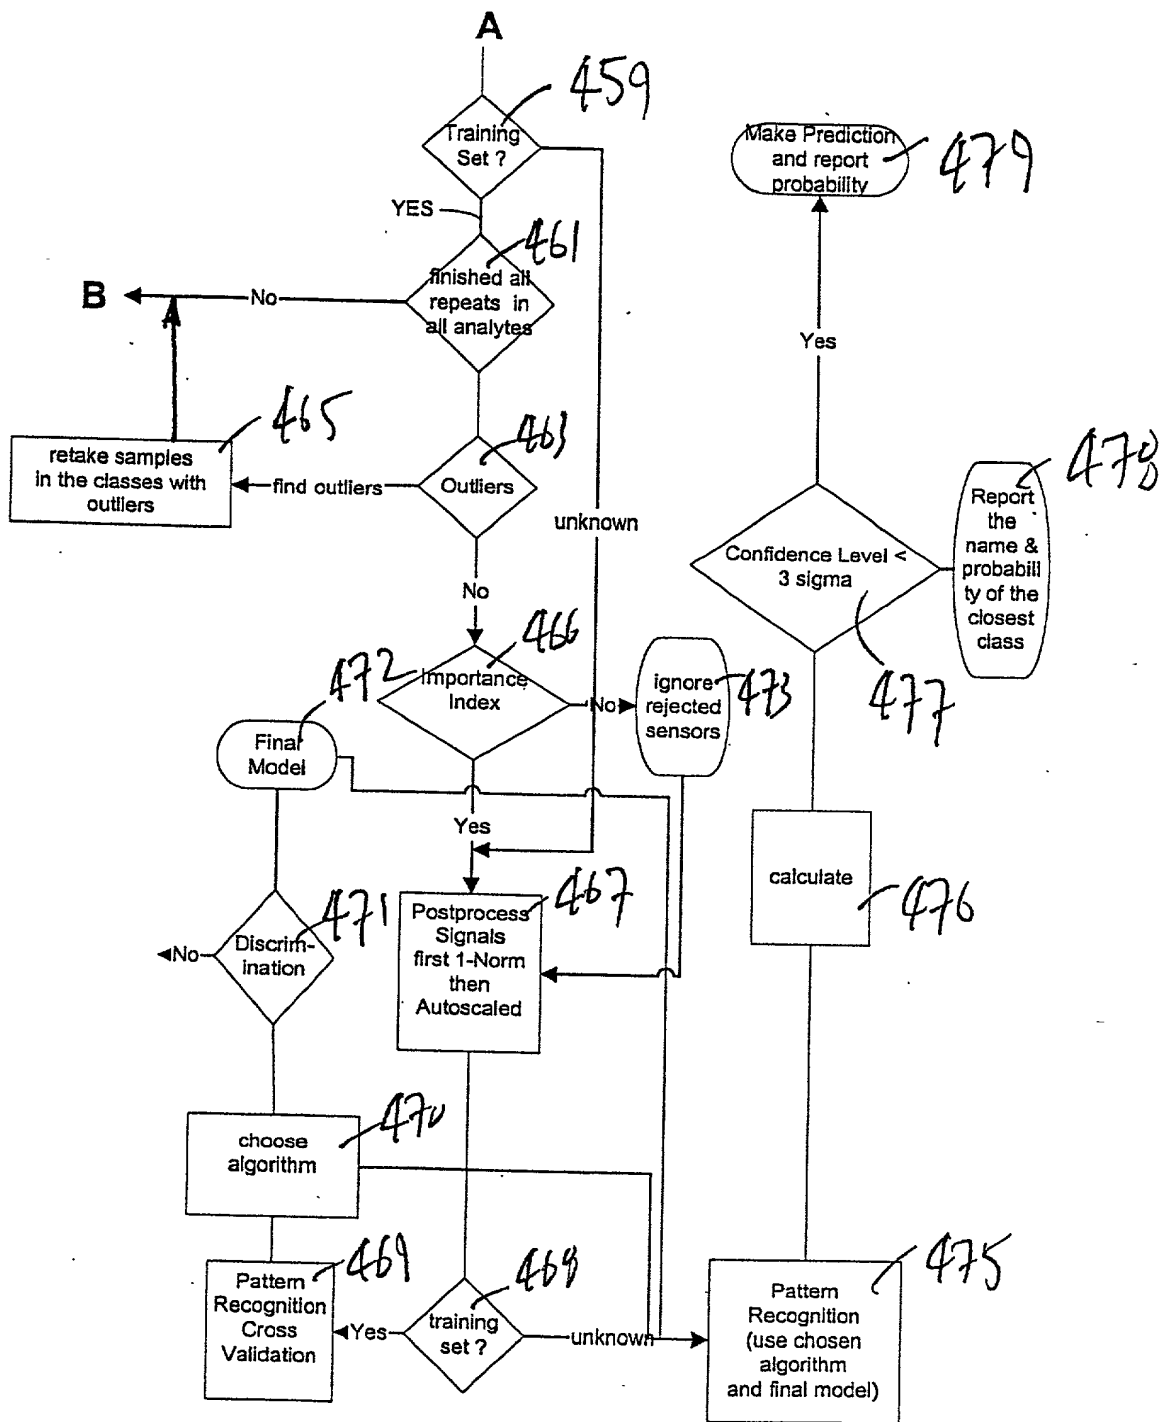 A
459
Training
Set ?
YES
461
finished all
repeats in
all analytes
No
B
465
retake samples
in the classes with
outliers
find outliers
463
Outliers
unknown
No
466
Importance
Index
No
473
ignore
rejected
sensors
472
Final
Model
Yes
467
Postprocess
Signals
first 1-Norm
then
Autoscaled
471
Discrim-
ination
No
470
choose
algorithm
469
Pattern
Recognition
Cross
Validation
Yes
468
training
set ?
unknown
475
Pattern
Recognition
(use chosen
algorithm
and final model)
476
calculate
477
Confidence Level <
3 sigma
478
Report
the
name &
probabili
ty of the
closest
class
Yes
479
Make Prediction
and report
probability